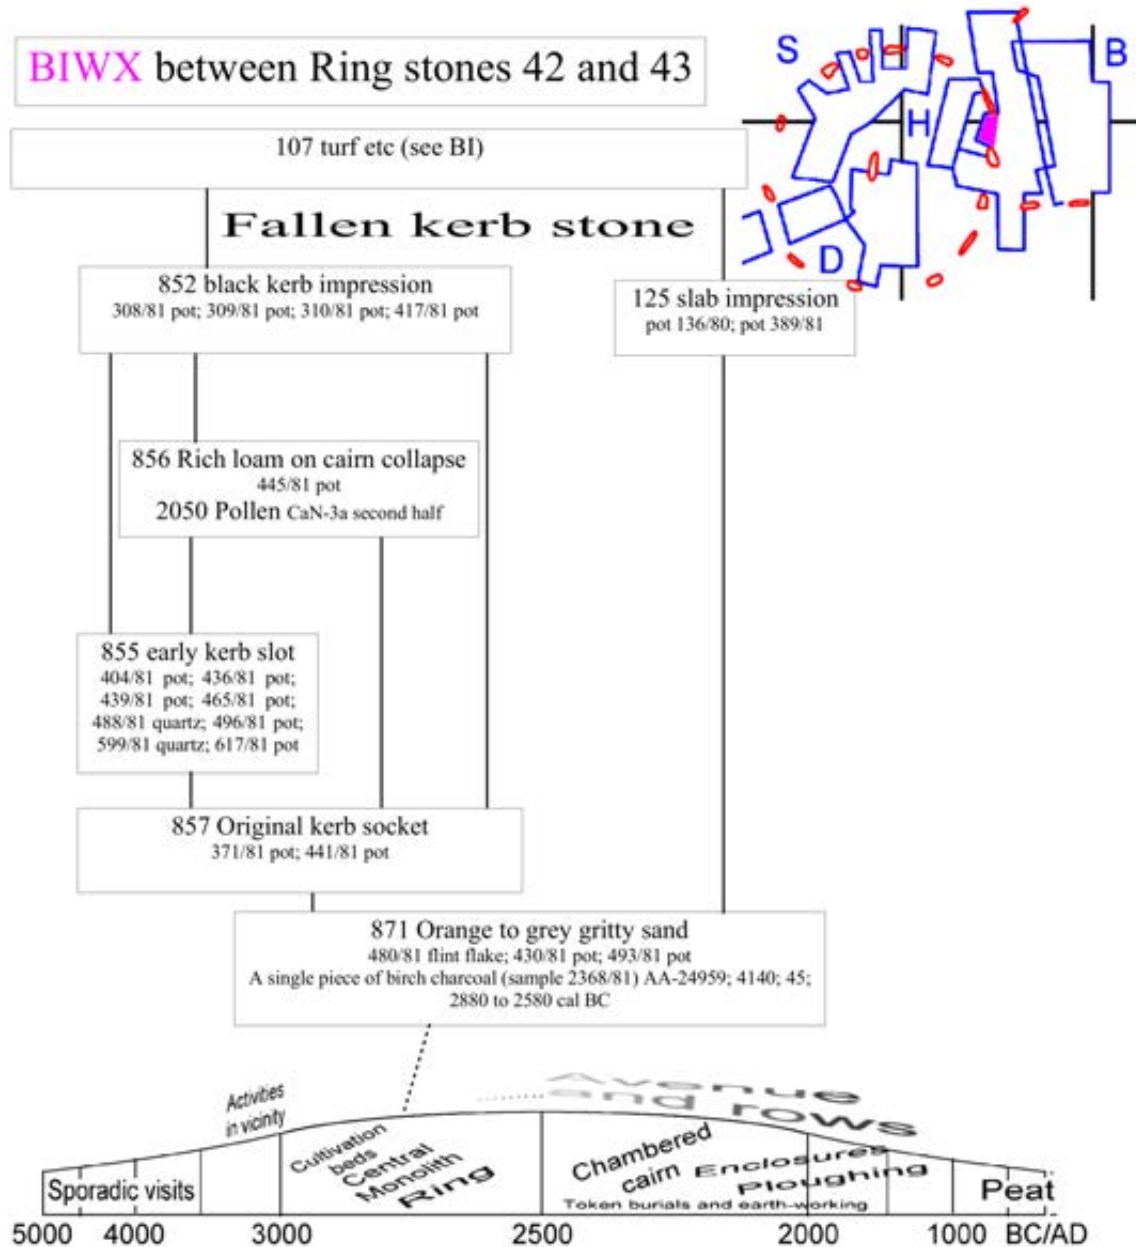 BIWX between Ring stones 42 and 43
S
B
H
D
107 turf etc (see BI)
Fallen kerb stone
852 black kerb impression
308/81 pot; 309/81 pot; 310/81 pot; 417/81 pot
125 slab impression
pot 136/80; pot 389/81
856 Rich loam on cairn collapse
445/81 pot
2050 Pollen CaN-3a second half
855 early kerb slot
404/81 pot; 436/81 pot;
439/81 pot; 465/81 pot;
488/81 quartz; 496/81 pot;
599/81 quartz; 617/81 pot
857 Original kerb socket
371/81 pot; 441/81 pot
871 Orange to grey gritty sand
480/81 flint flake; 430/81 pot; 493/81 pot
A single piece of birch charcoal (sample 2368/81) AA-24959; 4140; 45;
2880 to 2580 cal BC
Activities
in vicinity
Avenue
and rows
Cultivation
beds
Central
Monolith
Ring
Chambered
cairn
Enclosures
Ploughing
Token burials and earth-working
Sporadic visits
Peat
5000 4000 3000 2500 2000 1000 BC/AD